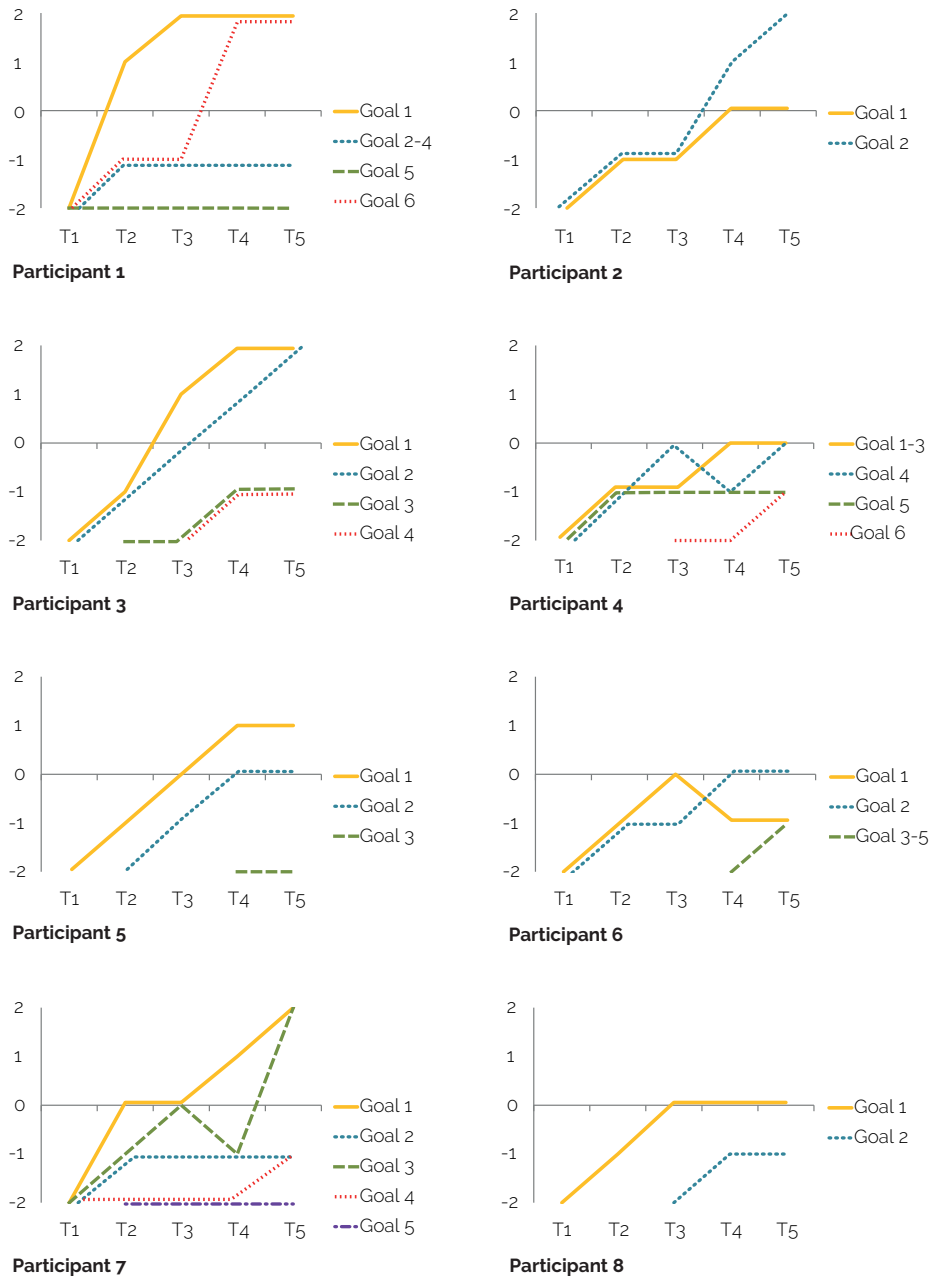 2
1
0
-1
-2
T1 T2 T3 T4 T5
Goal 1
Goal 2-4
Goal 5
Goal 6
Participant 1
2
1
0
-1
-2
T1 T2 T3 T4 T5
Goal 1
Goal 2
Participant 2
2
1
0
-1
-2
T1 T2 T3 T4 T5
Goal 1
Goal 2
Goal 3
Goal 4
Participant 3
2
1
0
-1
-2
T1 T2 T3 T4 T5
Goal 1-3
Goal 4
Goal 5
Goal 6
Participant 4
2
1
0
-1
-2
T1 T2 T3 T4 T5
Goal 1
Goal 2
Goal 3
Participant 5
2
1
0
-1
-2
T1 T2 T3 T4 T5
Goal 1
Goal 2
Goal 3-5
Participant 6
2
1
0
-1
-2
T1 T2 T3 T4 T5
Goal 1
Goal 2
Goal 3
Goal 4
Goal 5
Participant 7
2
1
0
-1
-2
T1 T2 T3 T4 T5
Goal 1
Goal 2
Participant 8